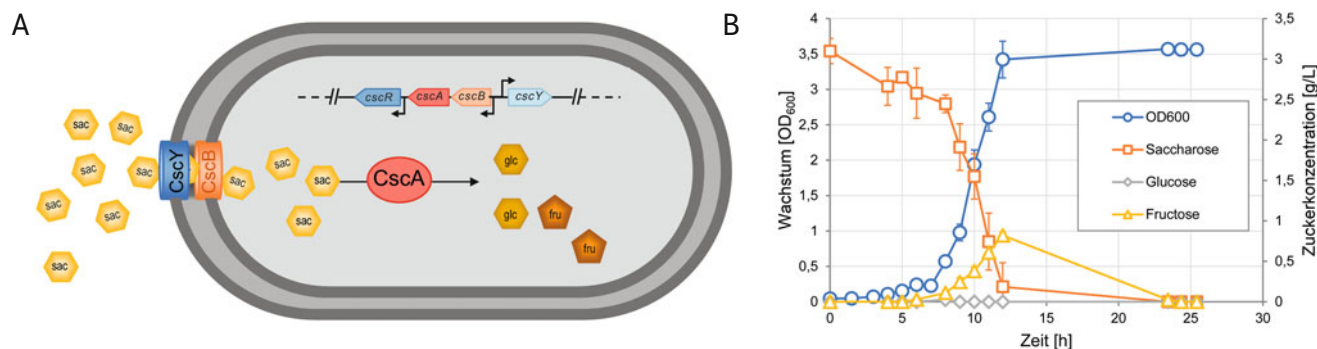 A
cscR
cscA
cscB
cscY
sac
sac
sac
sac
sac
sac
sac
CscY
CscB
sac
sac
sac
sac
CscA
glc
glc
fru
fru
B
4
3,5
3
2,5
2
1,5
1
0,5
0
Wachstum [OD600]
3,5
3
2,5
2
1,5
1
0,5
0
Zuckerkonzentration [g/L]
OD600
Saccharose
Glucose
Fructose
0
5
10
15
20
25
30
Zeit [h]